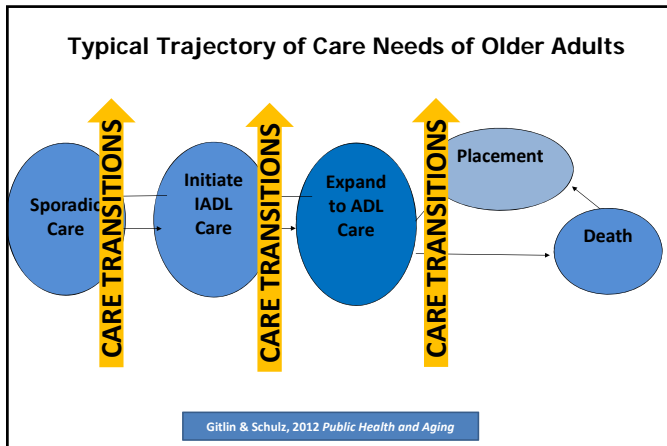 Typical Trajectory of Care Needs of Older Adults
Sporadic
Care
CARE TRANSITIONS
Initiate
IADL
Care
CARE TRANSITIONS
Expand
to ADL
Care
CARE TRANSITIONS
Placement
Death
Gitlin & Schulz, 2012 Public Health and Aging